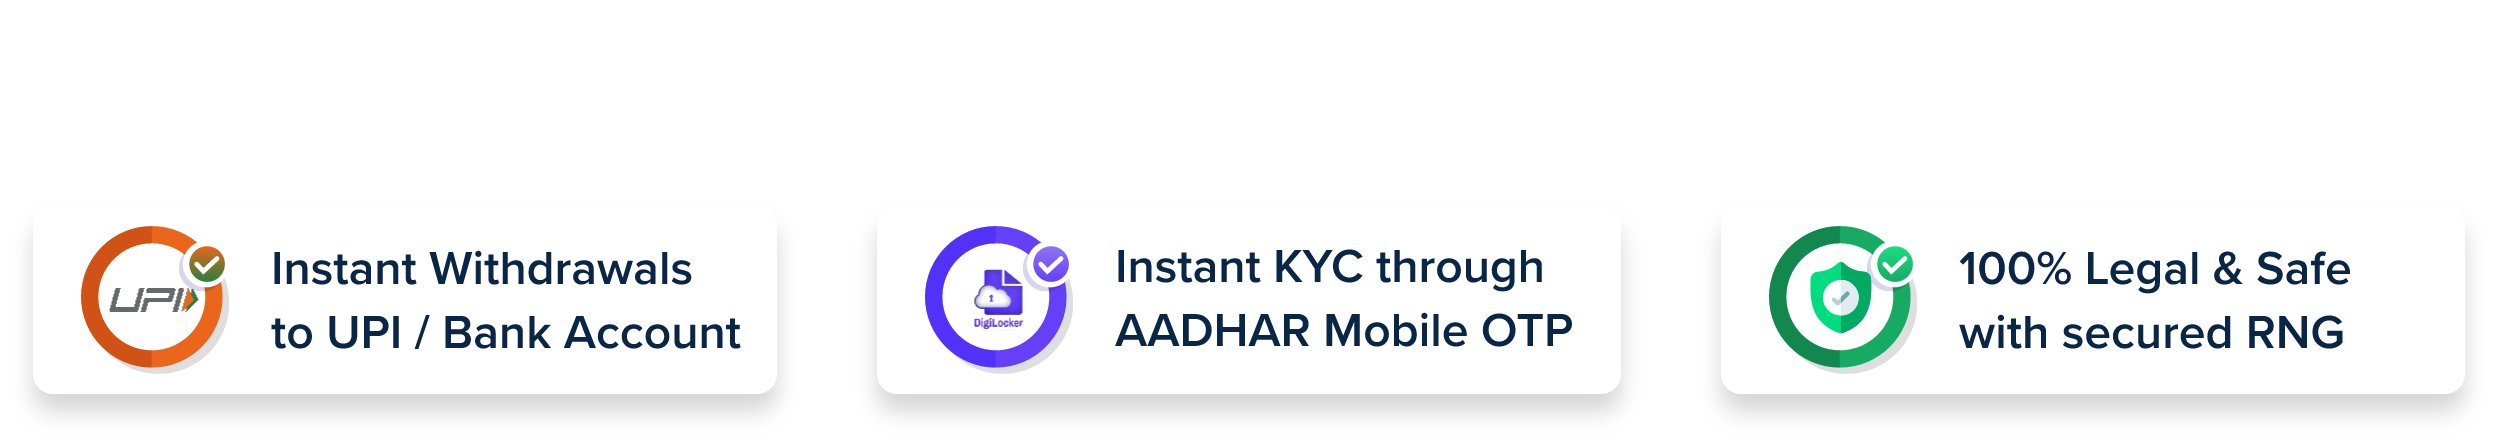 UPI
Instant Withdrawals
to UPI / Bank Account
DigiLocker
Instant KYC through
AADHAR Mobile OTP
100% Legal & Safe
with secured RNG